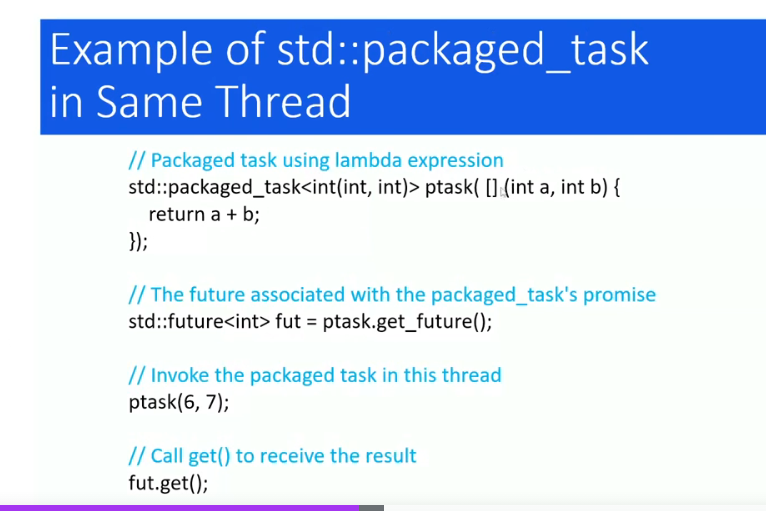 Example of std::packaged_task
in Same Thread
// Packaged task using lambda expression
std::packaged_task<int(int, int)> ptask( [] (int a, int b) {
return a + b;
});
// The future associated with the packaged_task's promise
std::future<int> fut = ptask.get_future();
// Invoke the packaged task in this thread
ptask(6, 7);
// Call get() to receive the result
fut.get();